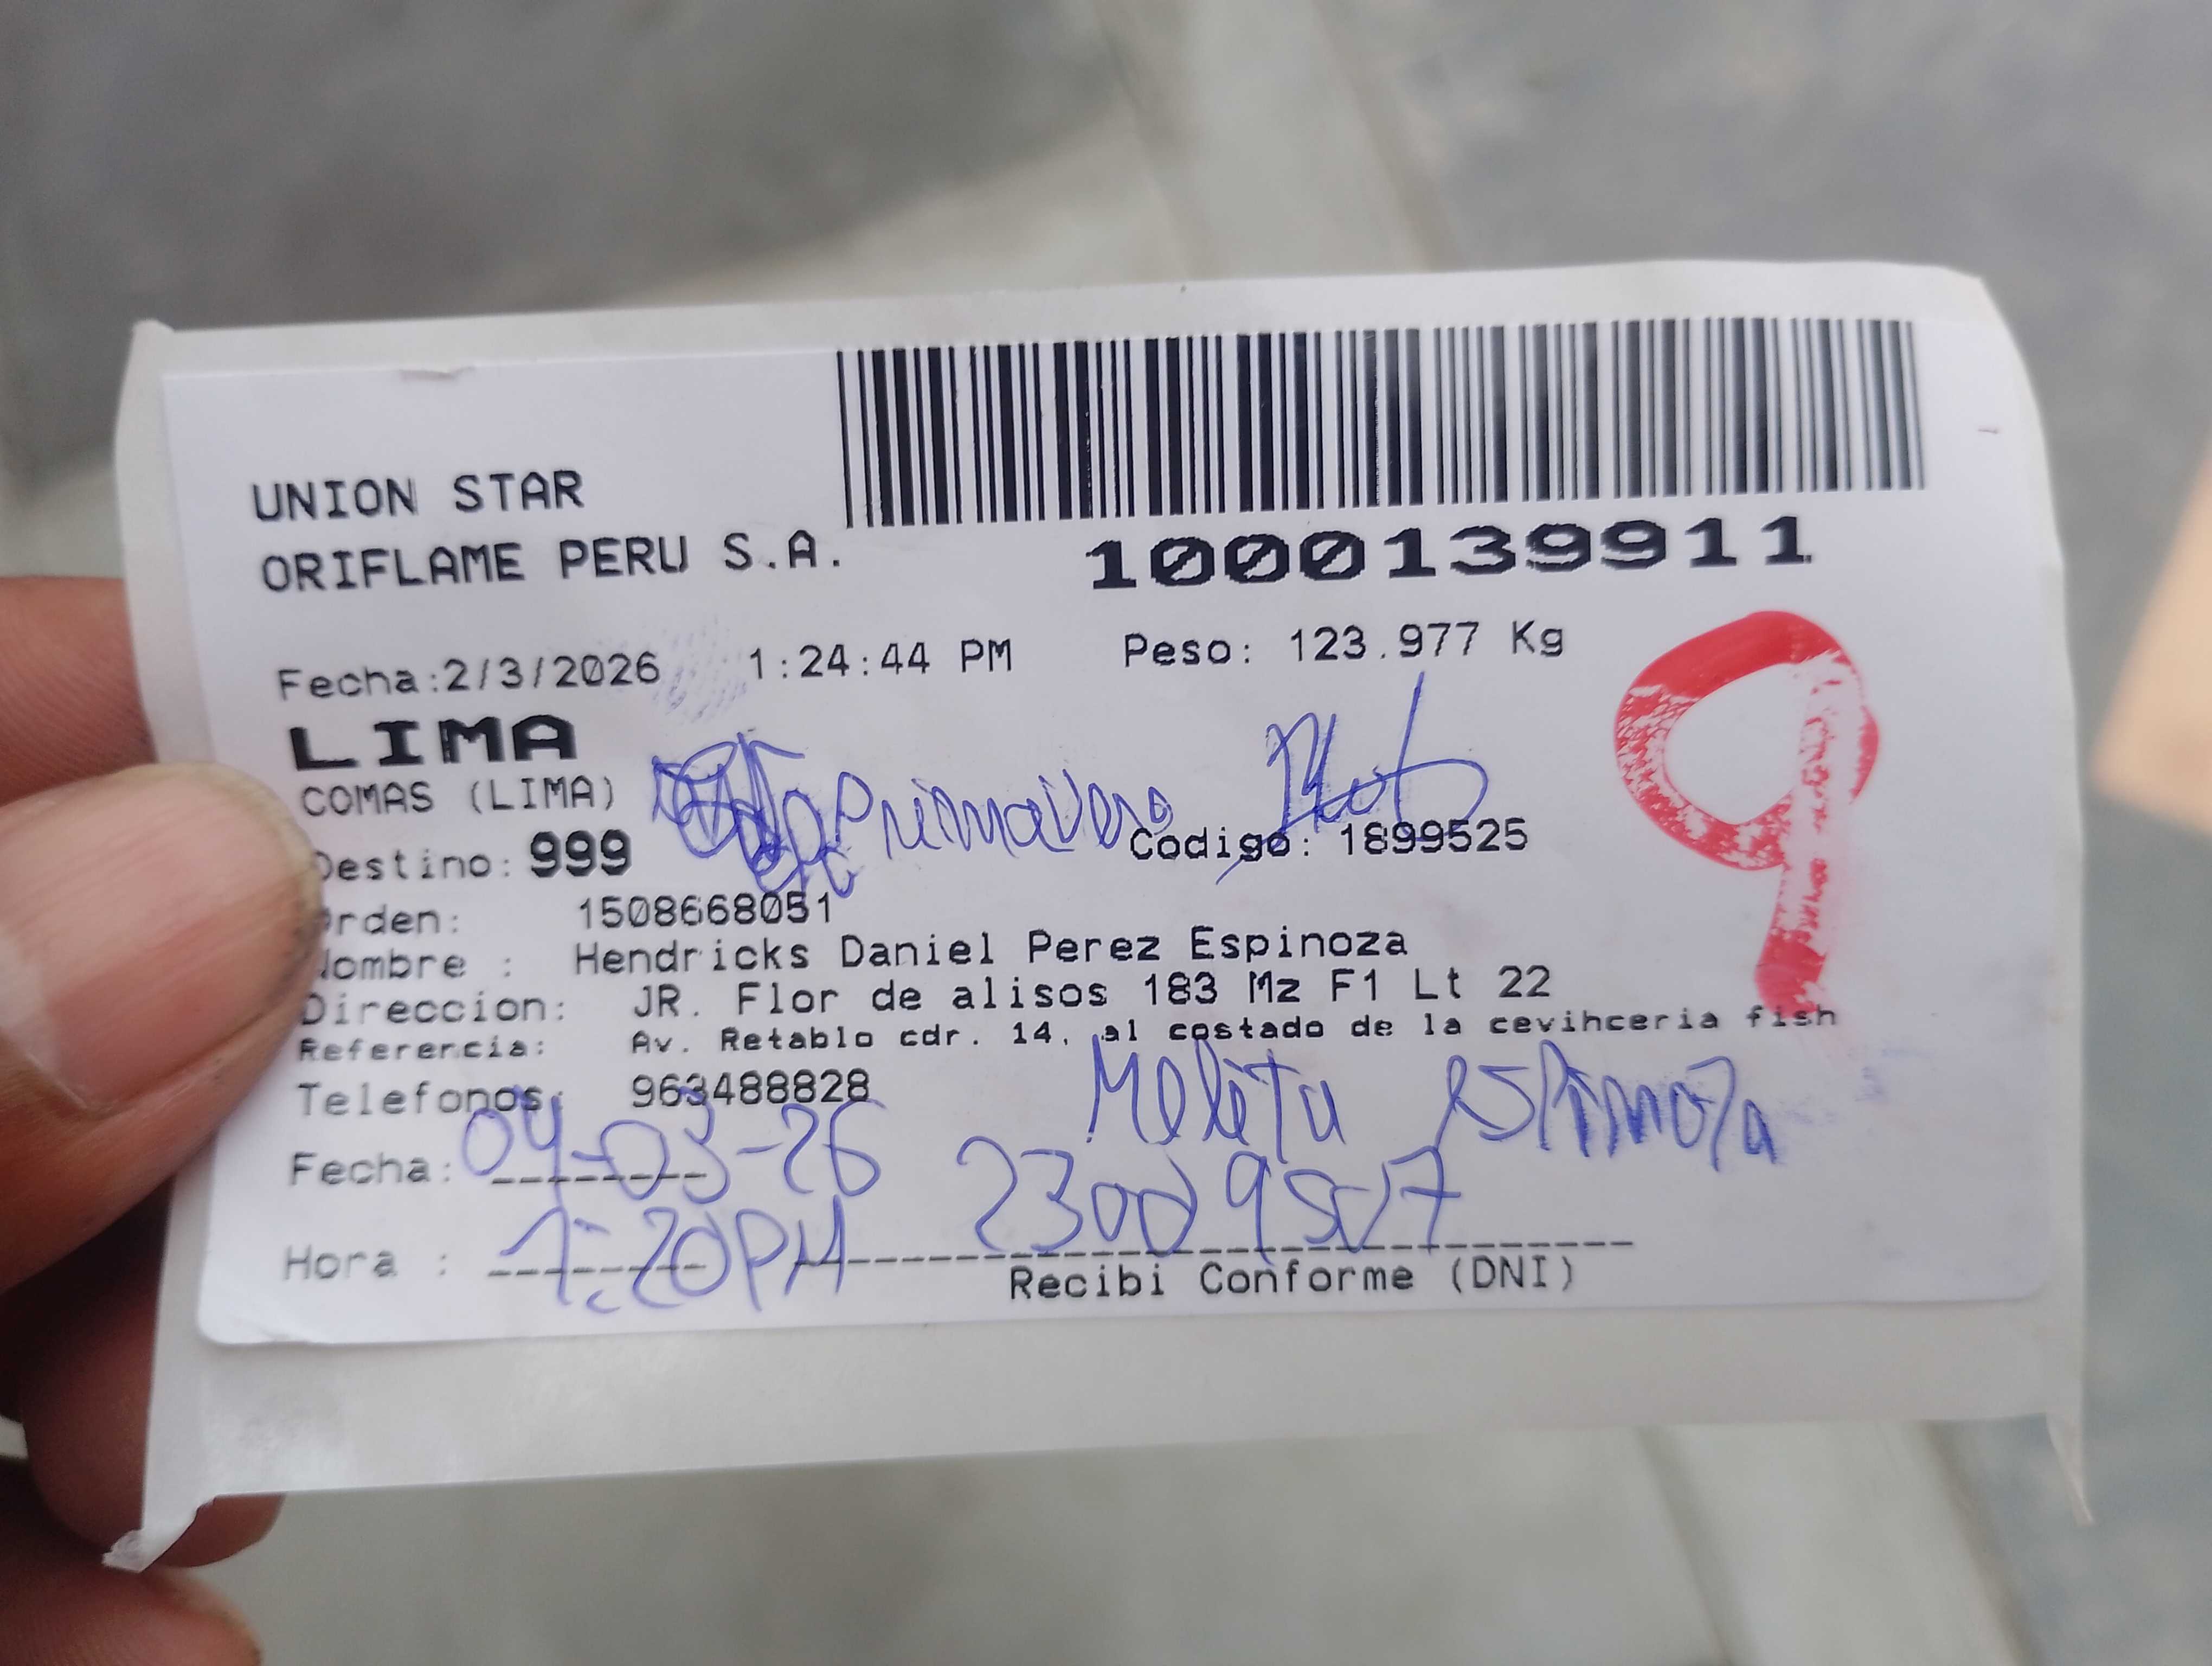 UNION STAR
ORIFLAME PERU S.A.
1000139911
Fecha:2/3/2026 1:24:44 PM Peso: 123.977 Kg
9
LIMA
COMAS (LIMA)
Primavera
Destino: 999 Codigo: 1899525
Orden: 1508668051
Nombre : Hendricks Daniel Perez Espinoza
Direccion: JR. Flor de alisos 183 Mz F1 Lt 22
Referencia: Av. Retablo cdr. 14, al costado de la cevihceria fish
Telefonos: 963488828
Melita Espinoza
Fecha: 04-03-26
Hora : 1:20PM
Recibi Conforme (DNI)